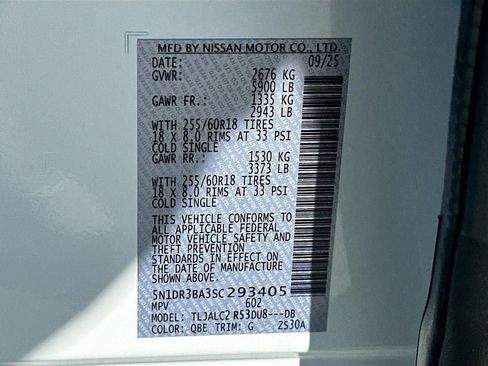 MFD BY NISSAN MOTOR CO., LTD.
DATE: 09/25
GVWR: 2676 KG
5900 LB
GAWR FR.: 1335 KG
2943 LB
WITH 255/60R18 TIRES
18 X 8.0 RIMS AT 33 PSI
COLD SINGLE
GAWR RR.: 1530 KG
3373 LB
WITH 255/60R18 TIRES
18 X 8.0 RIMS AT 33 PSI
COLD SINGLE
THIS VEHICLE CONFORMS TO
ALL APPLICABLE FEDERAL
MOTOR VEHICLE SAFETY AND
THEFT PREVENTION
STANDARDS IN EFFECT ON
THE DATE OF MANUFACTURE
SHOWN ABOVE.
5N1DR3BA3SC293405
MPV 602
MODEL: TLJALC2 R53DU8---DB
COLOR: QBE TRIM: G ZS30A